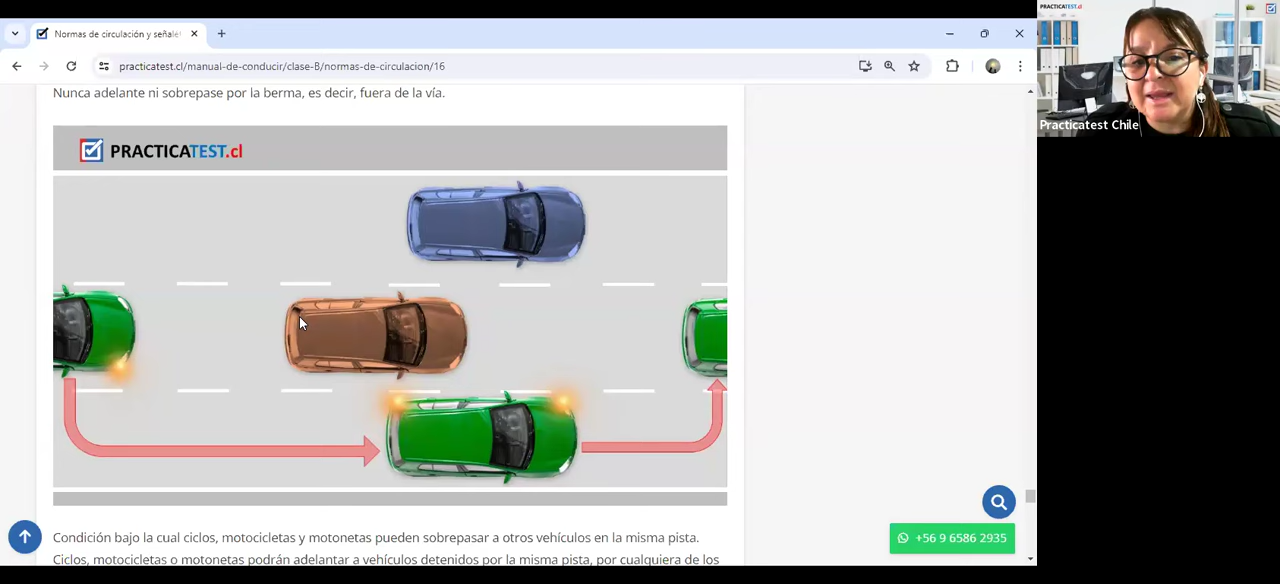 Normas de circulación y señale
practicatest.cl/manual-de-conducir/clase-B/normas-de-circulacion/16
PRACTICATEST.cl
Practicatest Chile
Nunca adelante ni sobrepase por la berma, es decir, fuera de la vía.
PRACTICATEST.cl
Condición bajo la cual ciclos, motocicletas y motonetas pueden sobrepasar a otros vehículos en la misma pista.
Ciclos, motocicletas o motonetas podrán adelantar a vehículos detenidos por la misma pista, por cualquiera de los
+56 9 6586 2935